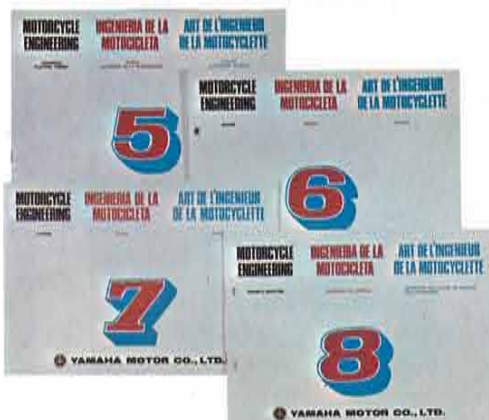 MOTORCYCLE ENGINEERING
INGENIERIA DE LA MOTOCICLETA
ART DE L'INGENIEUR DE LA MOTOCYCLETTE
5
MOTORCYCLE ENGINEERING
INGENIERIA DE LA MOTOCICLETA
ART DE L'INGENIEUR DE LA MOTOCYCLETTE
6
MOTORCYCLE ENGINEERING
INGENIERIA DE LA MOTOCICLETA
ART DE L'INGENIEUR DE LA MOTOCYCLETTE
7
YAMAHA MOTOR CO., LTD.
MOTORCYCLE ENGINEERING
INGENIERIA DE LA MOTOCICLETA
ART DE L'INGENIEUR DE LA MOTOCYCLETTE
8
YAMAHA MOTOR CO., LTD.